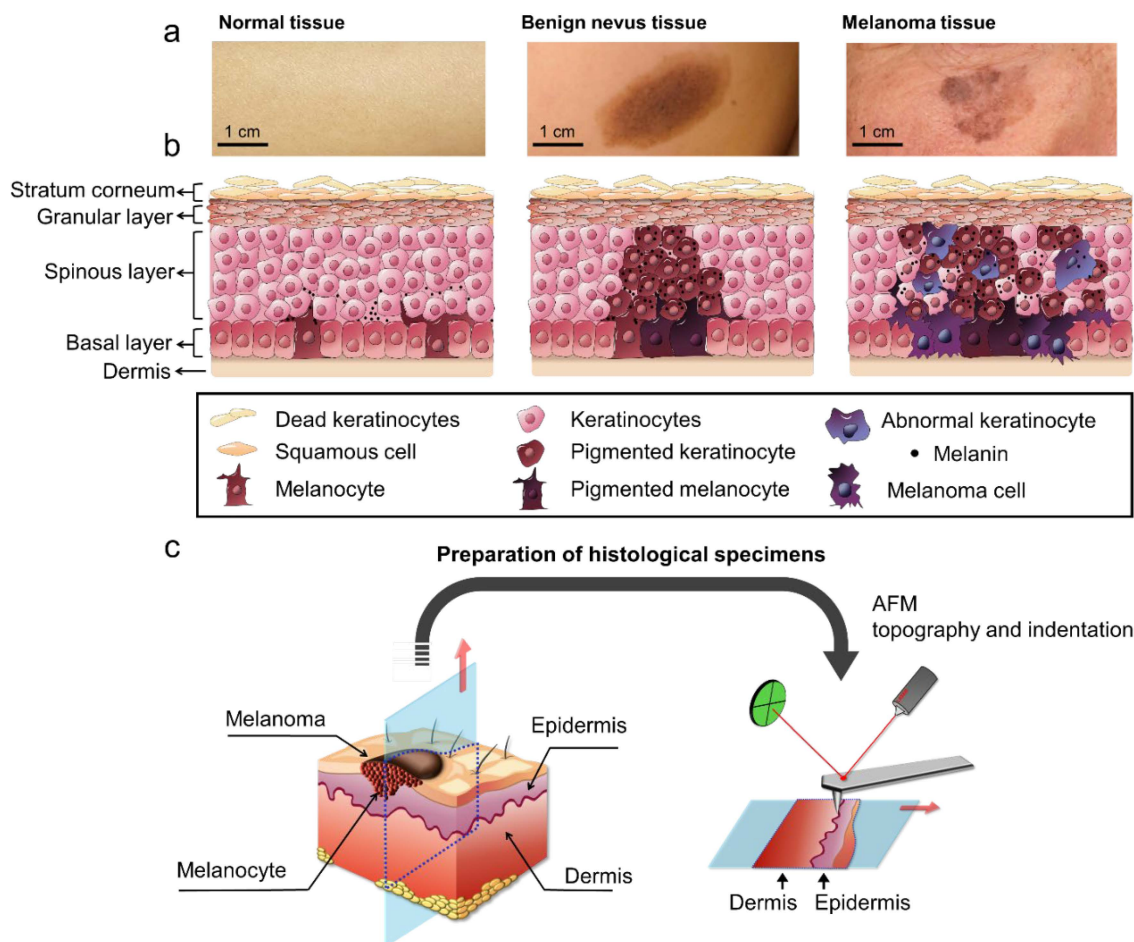 Normal tissue
Benign nevus tissue
Melanoma tissue
a
1 cm
1 cm
1 cm
b
Stratum corneum
Granular layer
Spinous layer
Basal layer
Dermis
Dead keratinocytes
Keratinocytes
Abnormal keratinocyte
Squamous cell
Pigmented keratinocyte
Melanin
Melanocyte
Pigmented melanocyte
Melanoma cell
c
Preparation of histological specimens
AFM
topography and indentation
Melanoma
Epidermis
Melanocyte
Dermis
Dermis
Epidermis